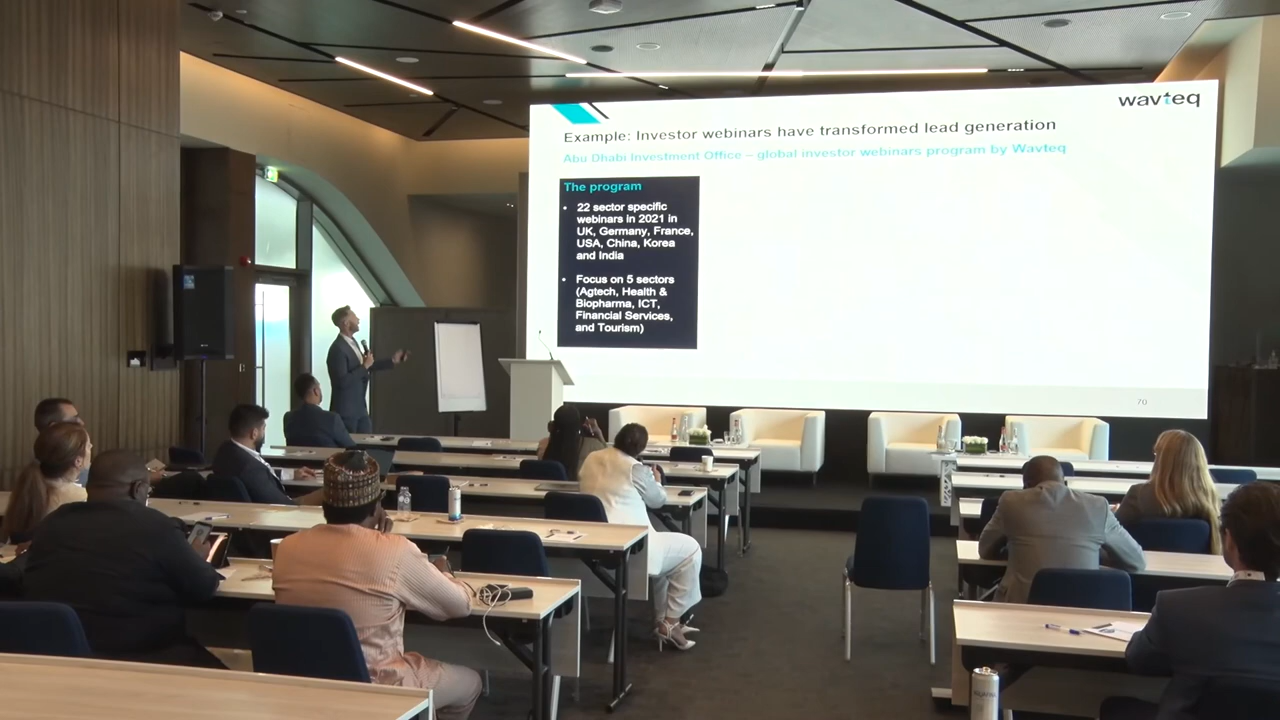 wavteq
Example: Investor webinars have transformed lead generation
Abu Dhabi Investment Office – global investor webinars program by Wavteq
The program
• 22 sector specific
webinars in 2021 in
UK, Germany, France,
USA, China, Korea
and India
• Focus on 5 sectors
(Agtech, Health &
Biopharma, ICT,
Financial Services,
and Tourism)
70